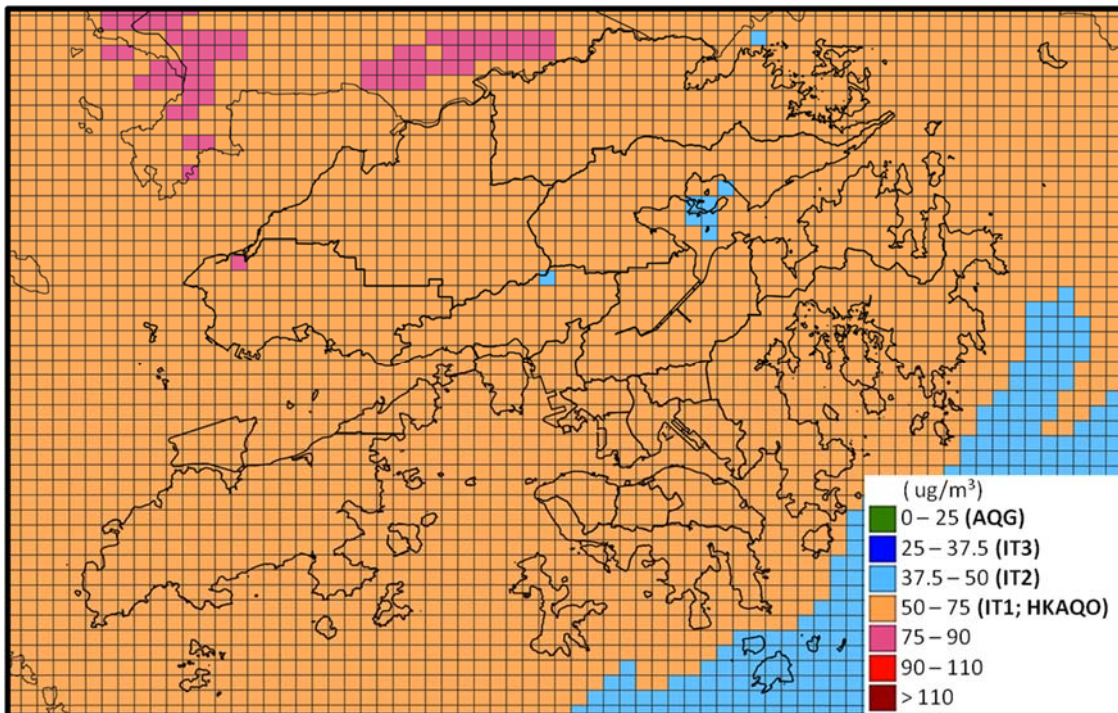 ( ug/m³)
0 – 25 (AQG)
25 – 37.5 (IT3)
37.5 – 50 (IT2)
50 – 75 (IT1; HKAQO)
75 – 90
90 – 110
> 110